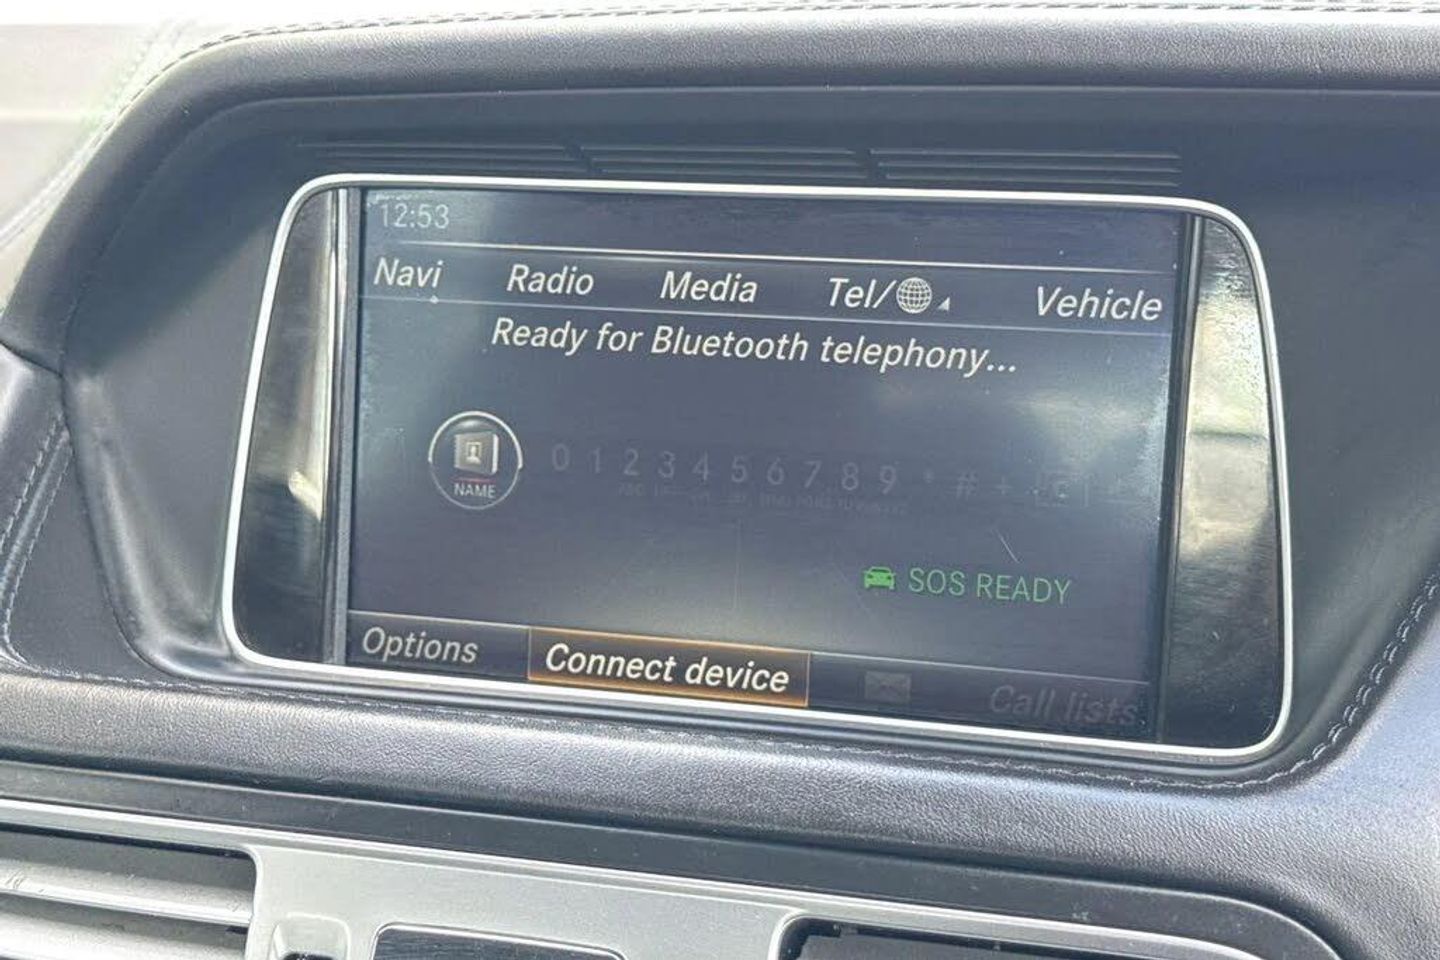 12:53
Navi Radio Media Tel/ Vehicle
Ready for Bluetooth telephony...
NAME 0 1 2 3 4 5 6 7 8 9 * # +
SOS READY
Options Connect device Call lists